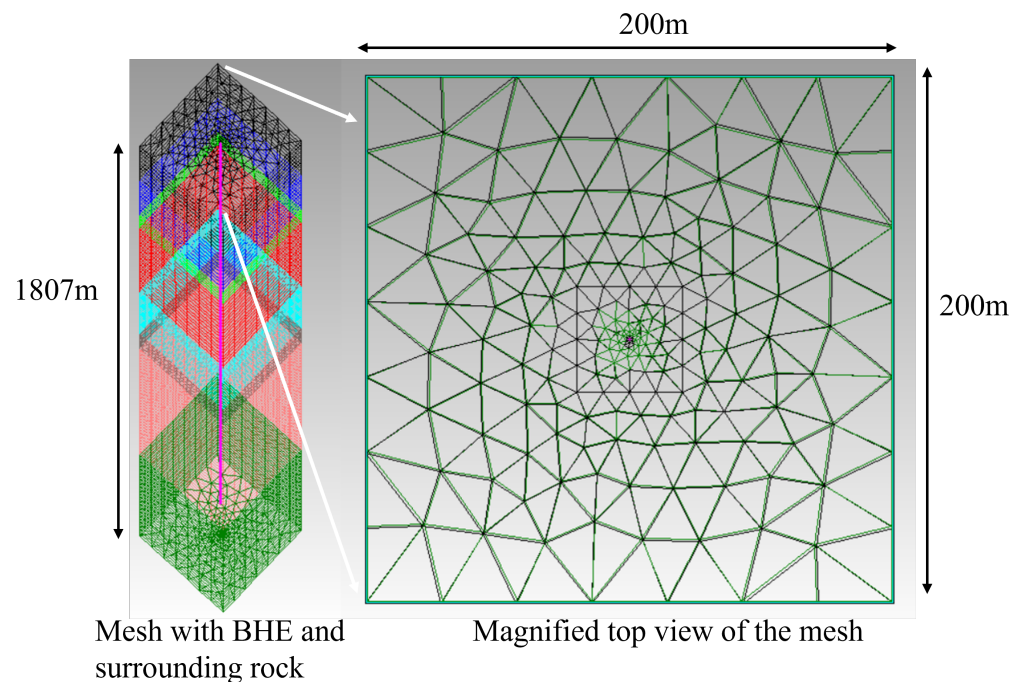 200m
1807m
200m
Mesh with BHE and
surrounding rock
Magnified top view of the mesh